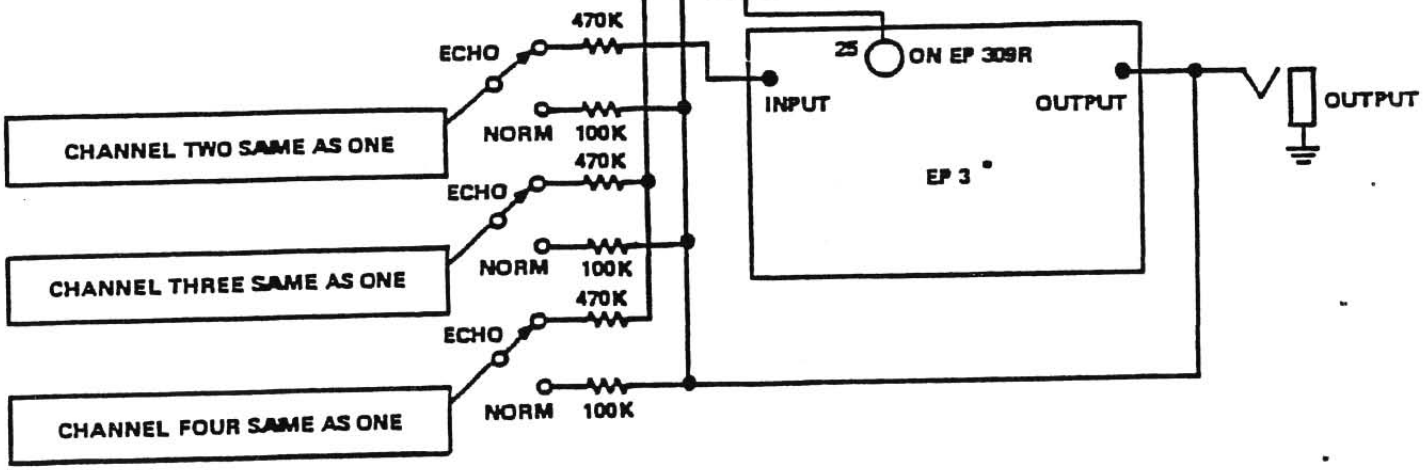 470K
ECHO
25
ON EP 309R
INPUT
OUTPUT
OUTPUT
NORM
100K
CHANNEL TWO SAME AS ONE
470K
ECHO
EP 3
NORM
100K
CHANNEL THREE SAME AS ONE
470K
ECHO
NORM
100K
CHANNEL FOUR SAME AS ONE